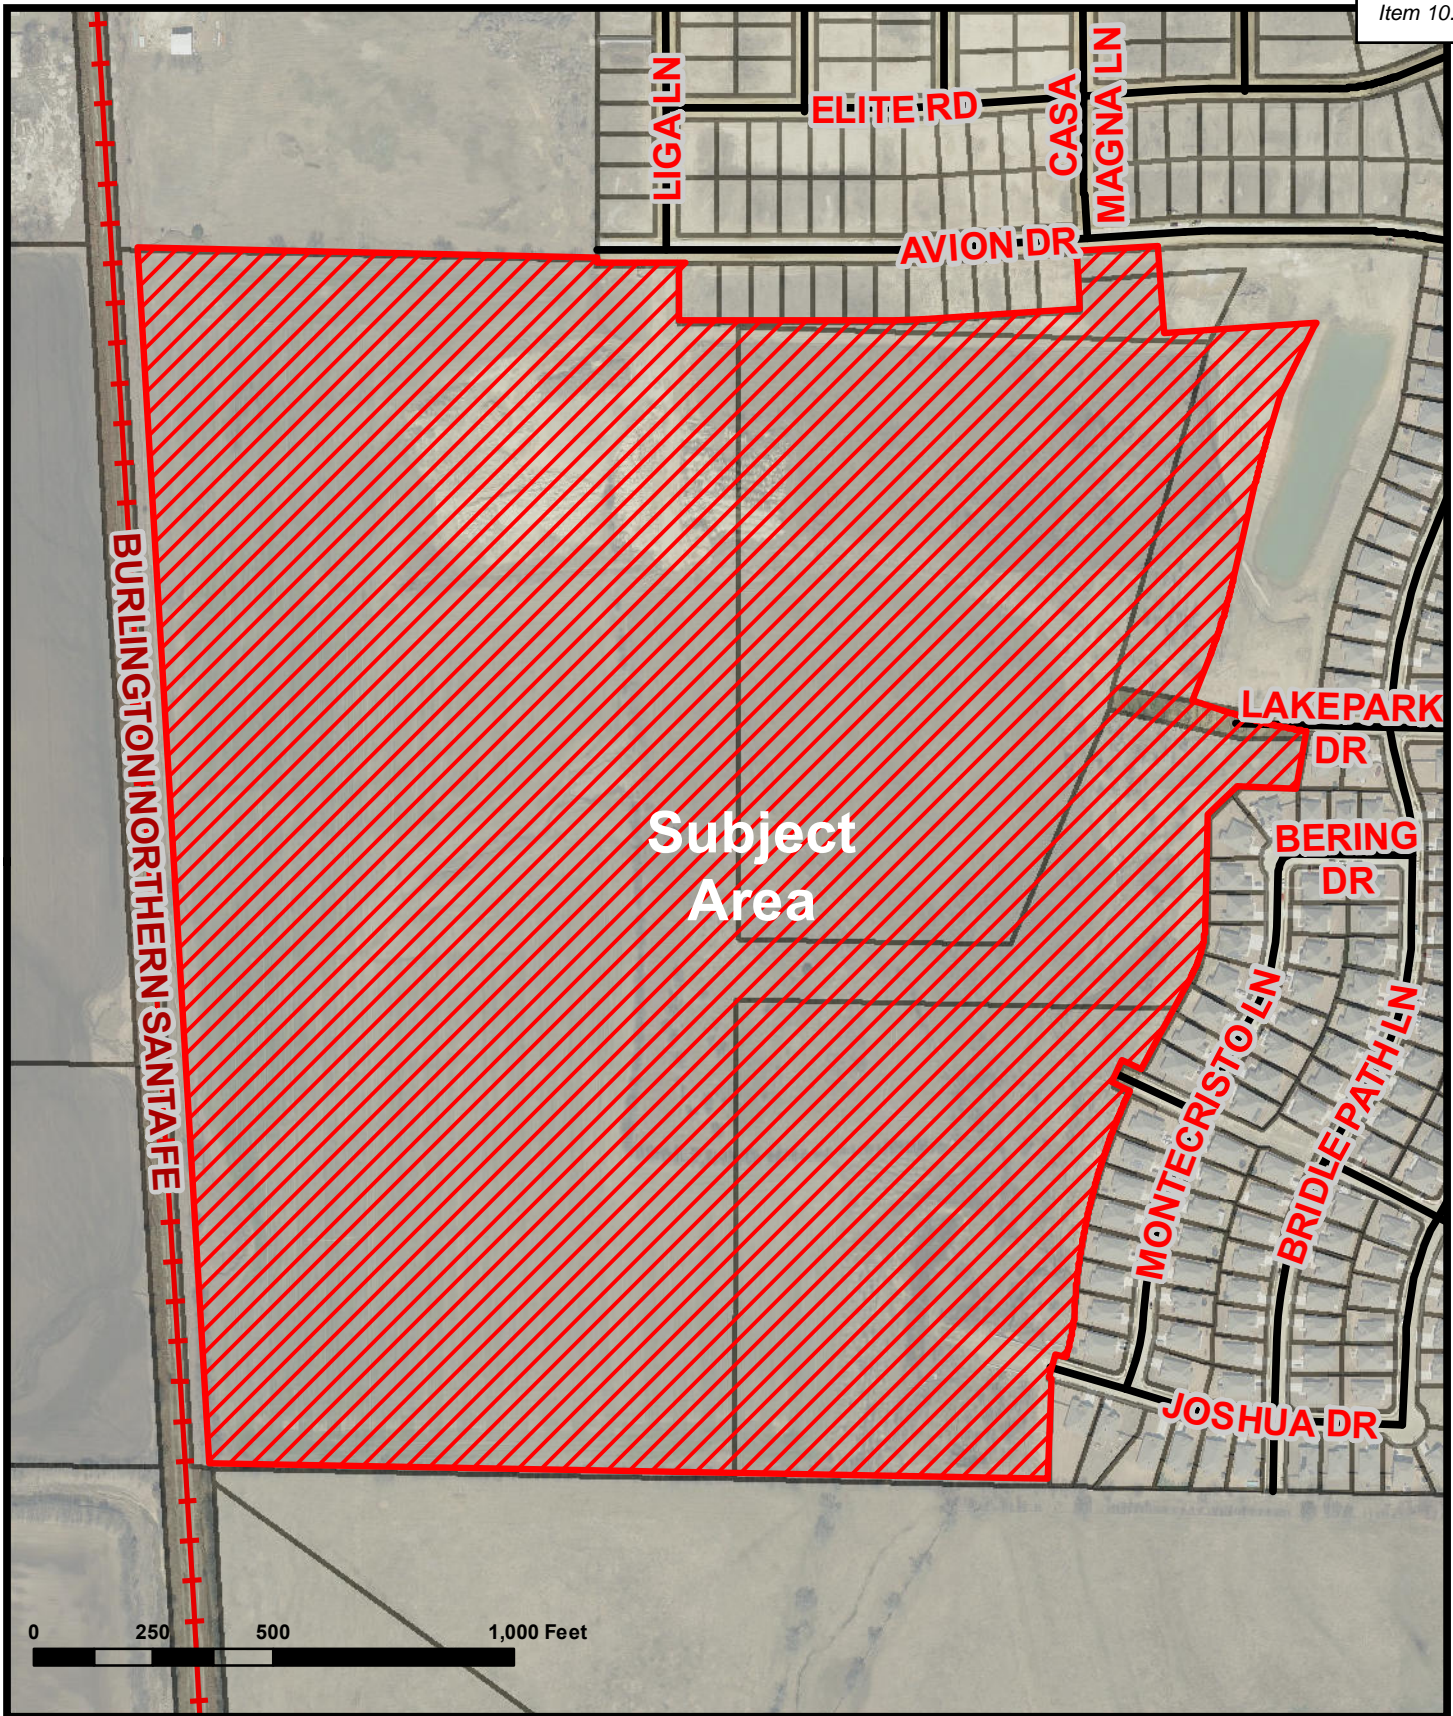 Item 10.
LIGA LN
ELITE RD
CASA
MAGNA LN
AVION DR
BURLINGTON NORTHERN SANTA FE
LAKEPARK
DR
BERING
DR
Subject
Area
MONTECRISTO LN
BRIDLE PATH LN
JOSHUA DR
0 250 500 1,000 Feet